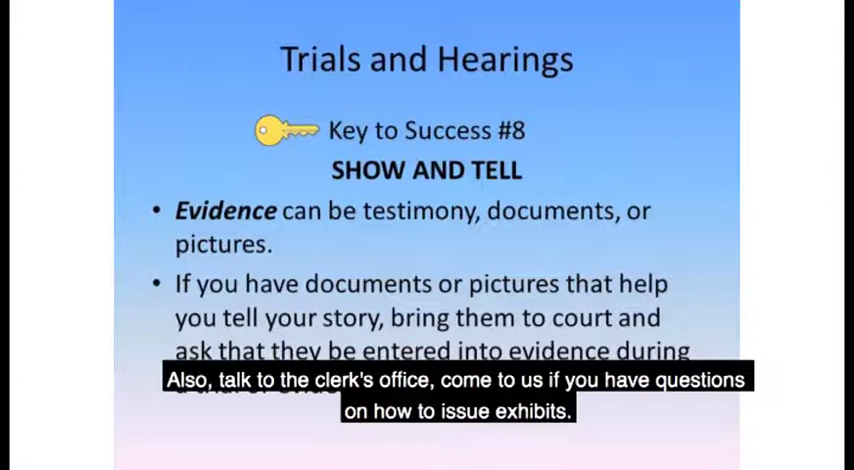 Trials and Hearings
Key to Success #8
SHOW AND TELL
• Evidence can be testimony, documents, or
pictures.
• If you have documents or pictures that help
you tell your story, bring them to court and
ask that they be entered into evidence during
Also, talk to the clerk's office, come to us if you have questions
on how to issue exhibits.